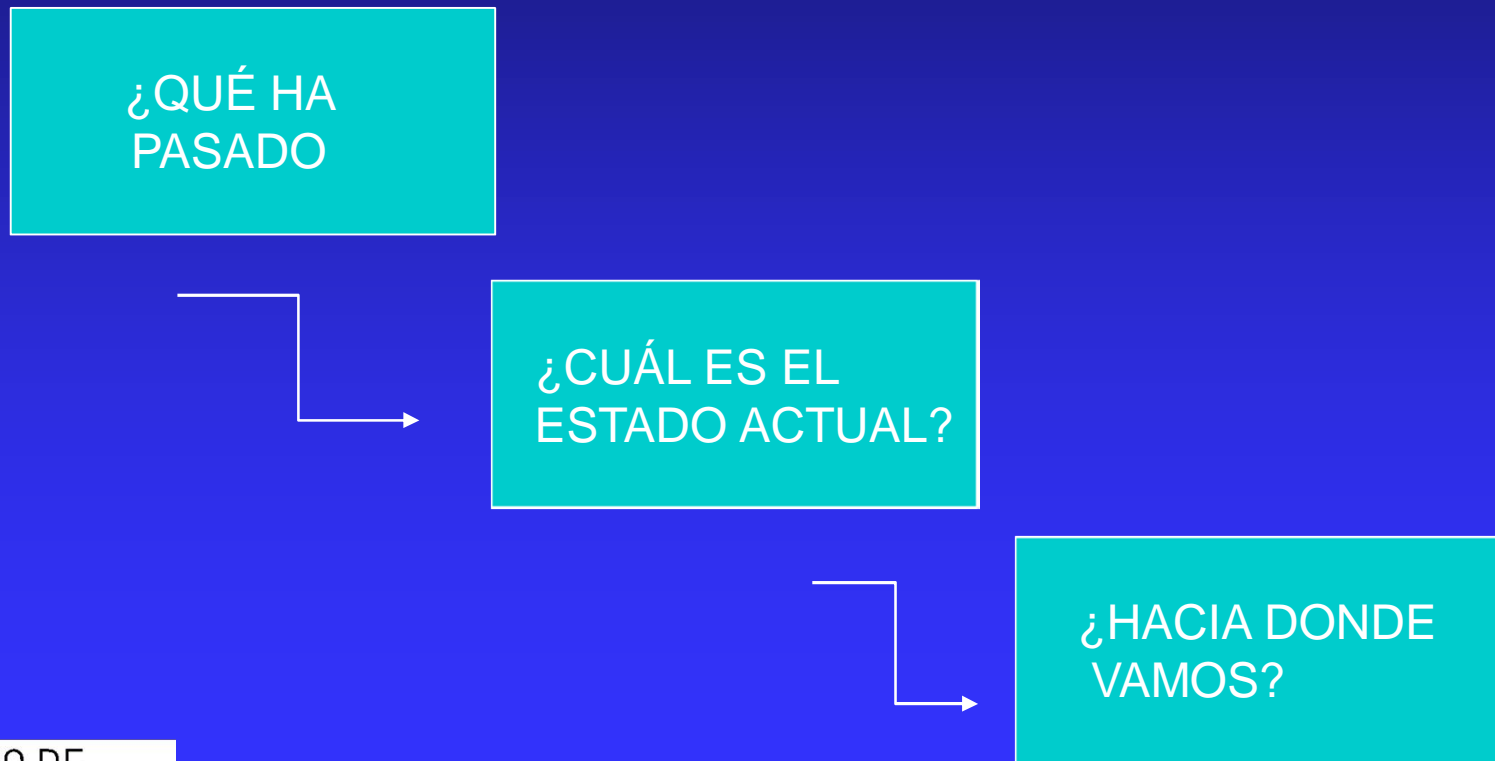 ¿QUÉ HA
PASADO
¿CUÁL ES EL
ESTADO ACTUAL?
¿HACIA DONDE
VAMOS?